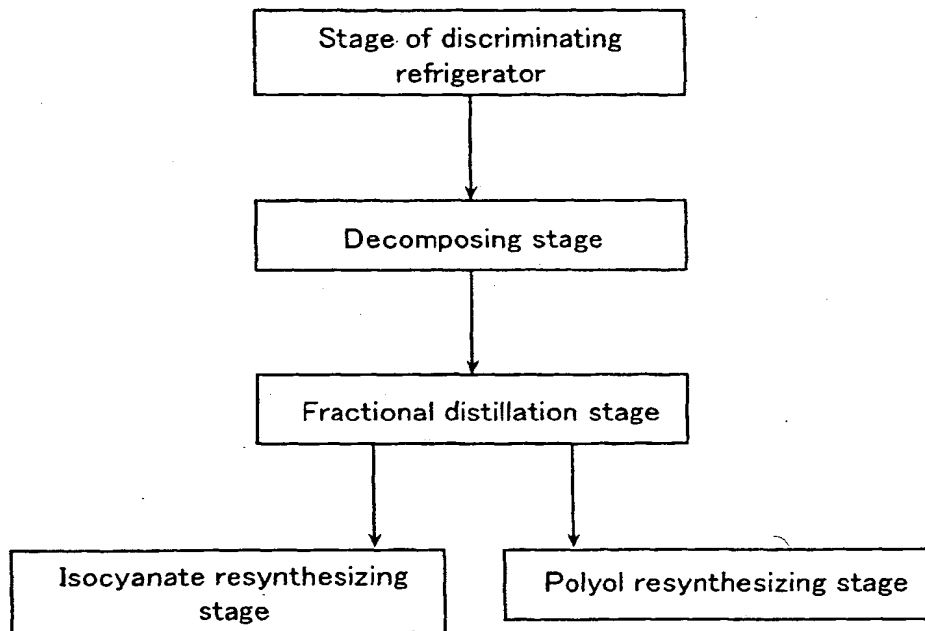 Stage of discriminating
refrigerator
Decomposing stage
Fractional distillation stage
Isocyanate resynthesizing
stage
Polyol resynthesizing stage